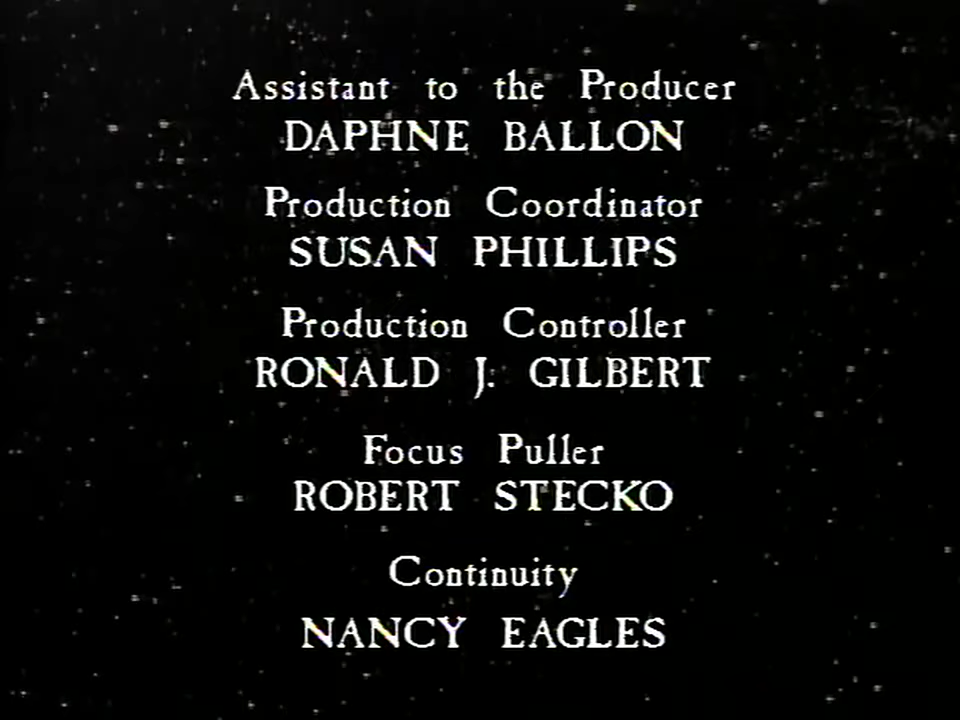 Assistant to the Producer
DAPHNE BALLON
Production Coordinator
SUSAN PHILLIPS
Production Controller
RONALD J. GILBERT
Focus Puller
ROBERT STECKO
Continuity
NANCY EAGLES